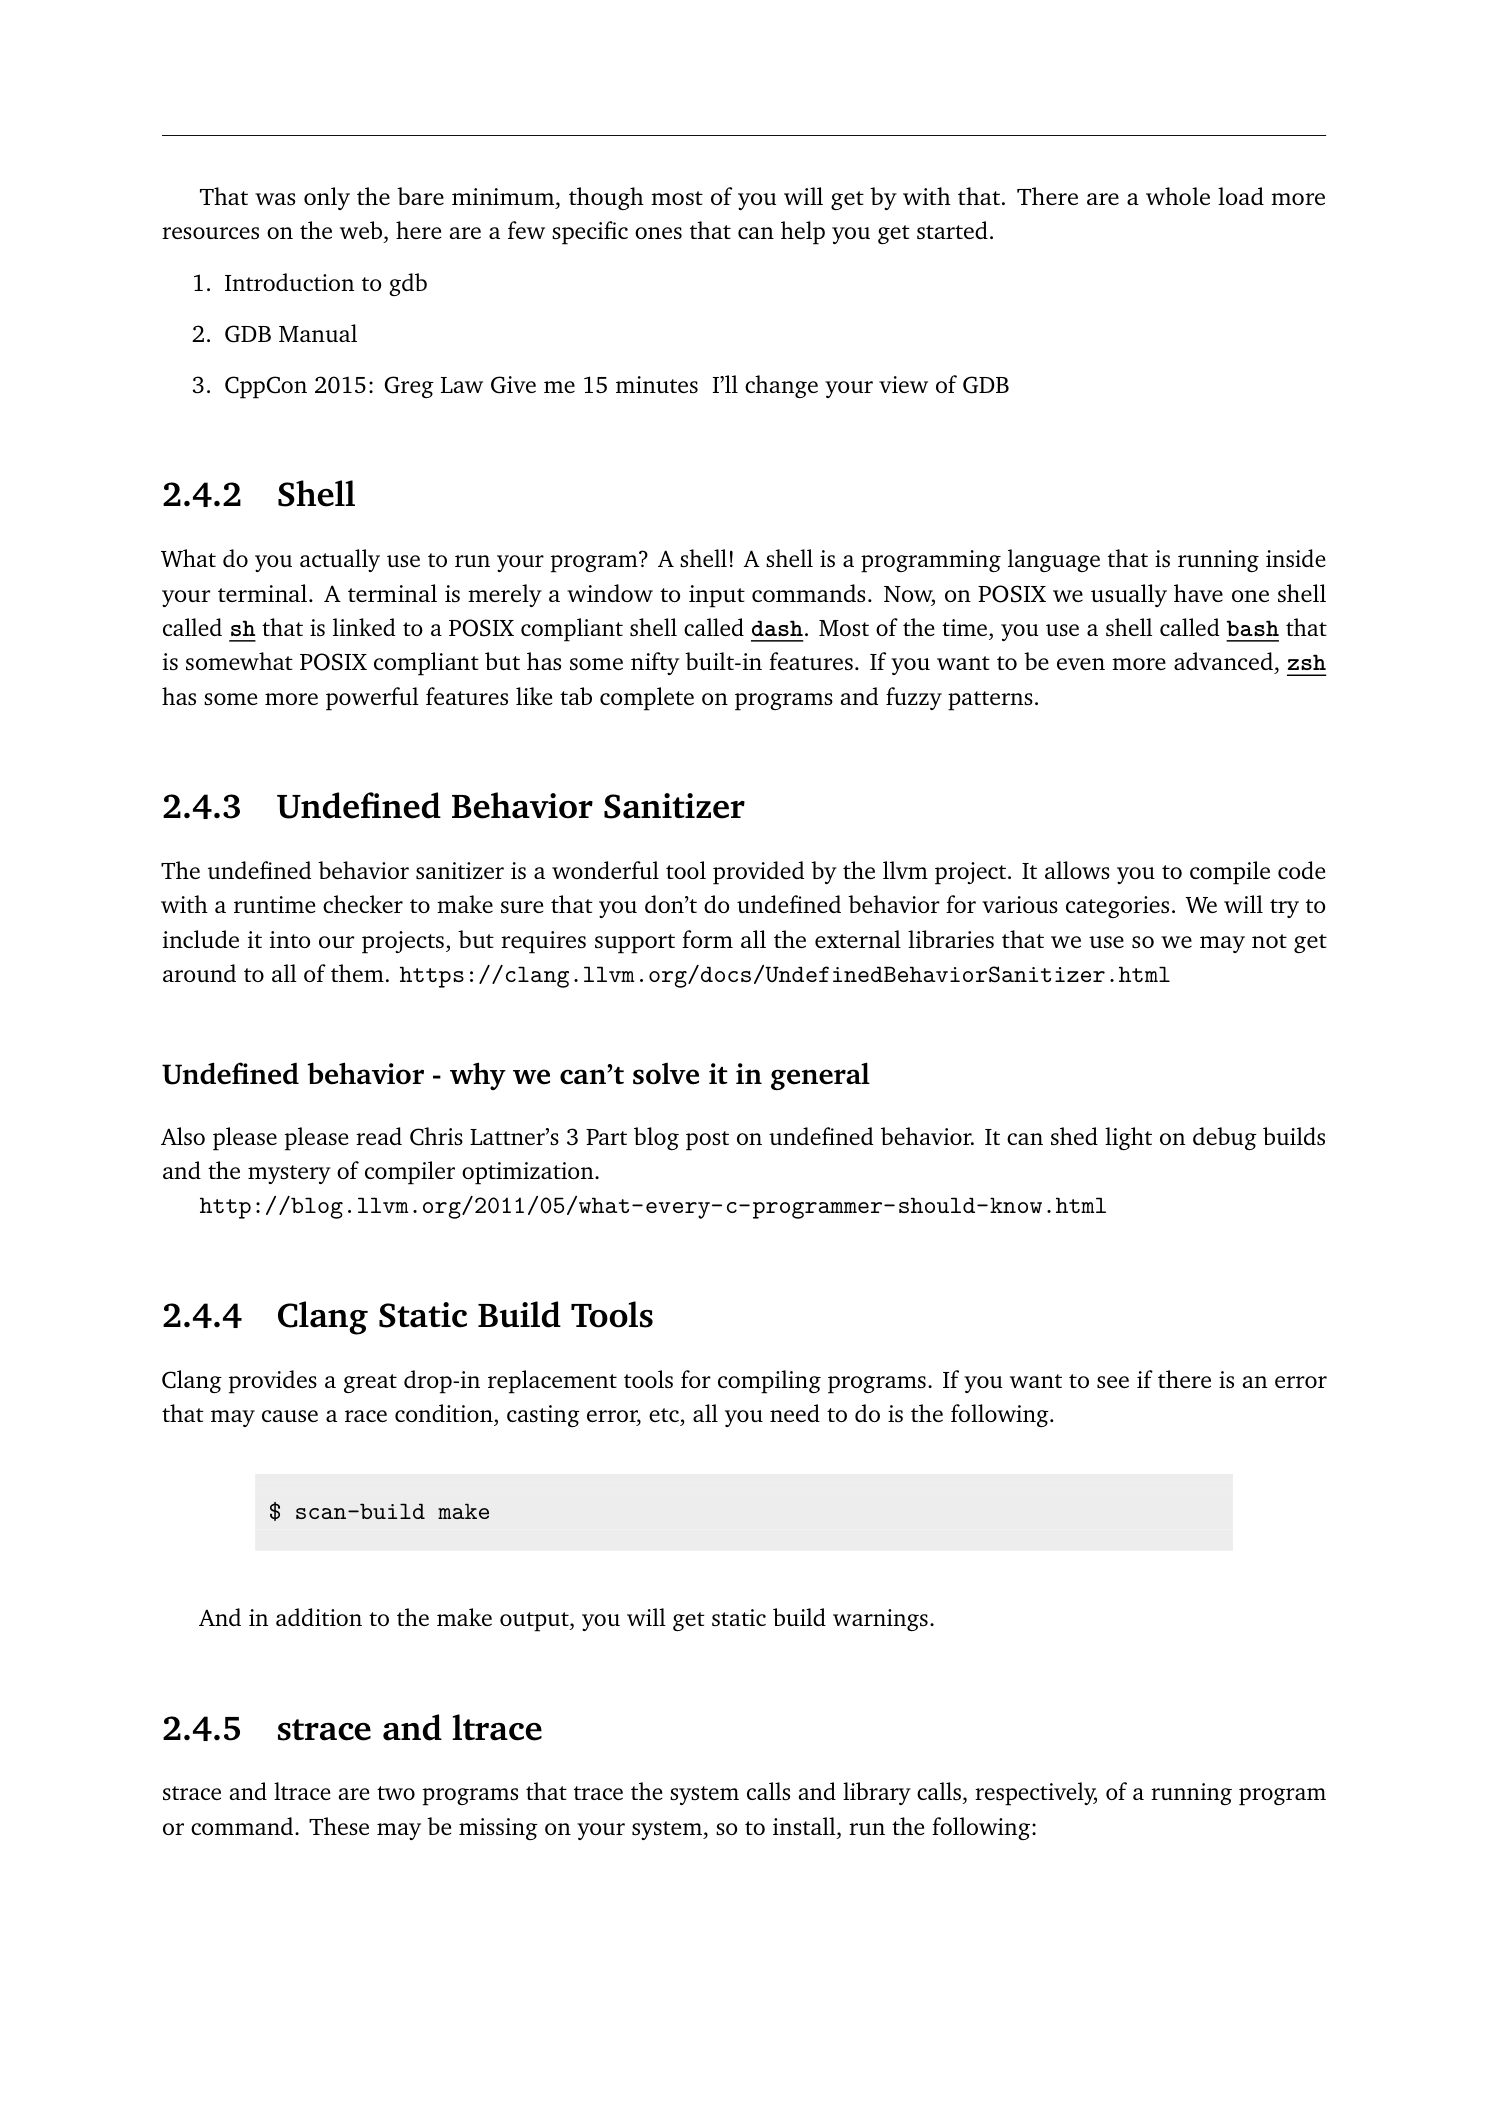 That was only the bare minimum, though most of you will get by with that. There are a whole load more
resources on the web, here are a few specific ones that can help you get started.
1. Introduction to gdb
2. GDB Manual
3. CppCon 2015: Greg Law Give me 15 minutes I’ll change your view of GDB
2.4.2 Shell
What do you actually use to run your program? A shell! A shell is a programming language that is running inside
your terminal. A terminal is merely a window to input commands. Now, on POSIX we usually have one shell
called sh that is linked to a POSIX compliant shell called dash. Most of the time, you use a shell called bash that
is somewhat POSIX compliant but has some nifty built-in features. If you want to be even more advanced, zsh
has some more powerful features like tab complete on programs and fuzzy patterns.
2.4.3 Undefined Behavior Sanitizer
The undefined behavior sanitizer is a wonderful tool provided by the llvm project. It allows you to compile code
with a runtime checker to make sure that you don’t do undefined behavior for various categories. We will try to
include it into our projects, but requires support form all the external libraries that we use so we may not get
around to all of them. https://clang.llvm.org/docs/UndefinedBehaviorSanitizer.html
Undefined behavior - why we can’t solve it in general
Also please please read Chris Lattner’s 3 Part blog post on undefined behavior. It can shed light on debug builds
and the mystery of compiler optimization.
http://blog.llvm.org/2011/05/what-every-c-programmer-should-know.html
2.4.4 Clang Static Build Tools
Clang provides a great drop-in replacement tools for compiling programs. If you want to see if there is an error
that may cause a race condition, casting error, etc, all you need to do is the following.
$ scan-build make
And in addition to the make output, you will get static build warnings.
2.4.5 strace and ltrace
strace and ltrace are two programs that trace the system calls and library calls, respectively, of a running program
or command. These may be missing on your system, so to install, run the following: